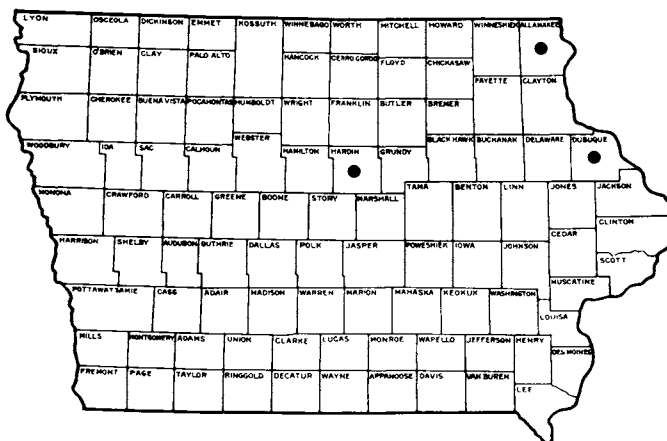 LYON OSCEOLA DICKINSON EMMET KOSSUTH WINNEBAGO WORTH MITCHELL HOWARD WINNESHIEK ALLAMAKEE
SIOUX O'BRIEN CLAY PALO ALTO HANCOCK CERRO GORDO FLOYD CHICKASAW
FAYETTE CLAYTON
PLYMOUTH CHEROKEE BUENA VISTA POCAHONTAS HUMBOLDT WRIGHT FRANKLIN BUTLER BREMER
WOODBURY IDA SAC CALHOUN WEBSTER HAMILTON HARDIN GRUNDY BLACK HAWK BUCHANAN DELAWARE DUBUQUE
MONONA CRAWFORD CARROLL GREENE BOONE STORY MARSHALL TAMA BENTON LINN JONES JACKSON
CLINTON
CEDAR
HARRISON SHELBY AUDUBON GUTHRIE DALLAS POLK JASPER POWESHIEK IOWA JOHNSON
SCOTT
MUSCATINE
POTTAWATTAMIE CASS ADAIR MADISON WARREN MARION MAHASKA KEOKUK WASHINGTON
LOUISA
MILLS MONTGOMERY ADAMS UNION CLARKE LUCAS MONROE WAPELLO JEFFERSON HENRY
DES MOINES
FREMONT PAGE TAYLOR RINGGOLD DECATUR WAYNE APPANOOSE DAVIS VAN BUREN
LEE